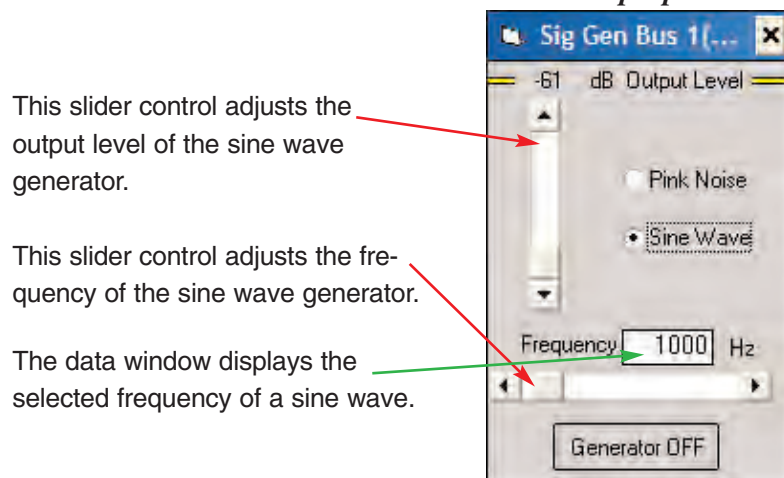 Sig Gen Bus 1(...
-61 dB Output Level
This slider control adjusts the
output level of the sine wave
generator.
Pink Noise
Sine Wave
This slider control adjusts the fre-
quency of the sine wave generator.
Frequency 1000 Hz
The data window displays the
selected frequency of a sine wave.
Generator OFF